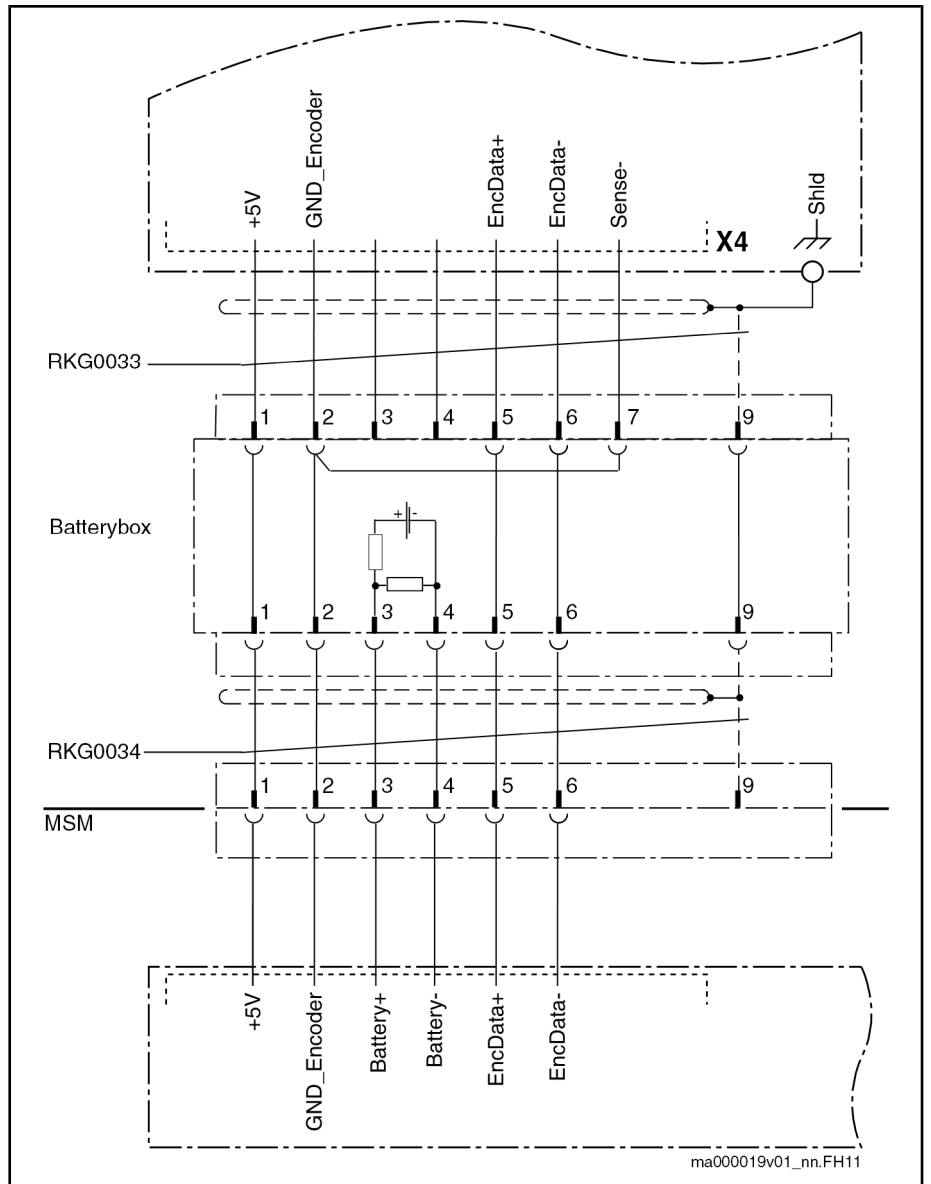 +5V
GND_Encoder
EncData+
EncData-
Sense-
Shld
X4
RKG0033
1 2 3 4 5 6 7 9
Batterybox
+ -
1 2 3 4 5 6 9
RKG0034
1 2 3 4 5 6 9
MSM
+5V
GND_Encoder
Battery+
Battery-
EncData+
EncData-
ma000019v01_nn.FH11